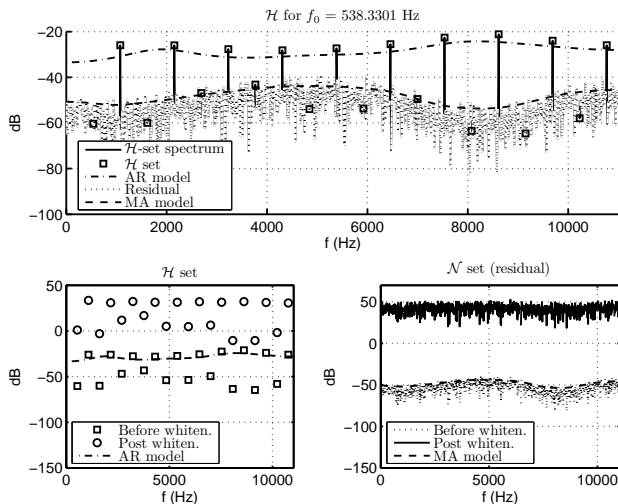 ℋ for f₀ = 538.3301 Hz
−20
−40
−60
−80
−100
dB
ℋ-set spectrum
ℋ set
AR model
Residual
MA model
0 2000 4000 6000 8000 10000
f (Hz)
ℋ set
50
0
−50
−100
−150
dB
Before whiten.
Post whiten.
AR model
0 5000 10000
f (Hz)
𝒩 set (residual)
50
0
−50
−100
−150
dB
Before whiten.
Post whiten.
MA model
0 5000 10000
f (Hz)